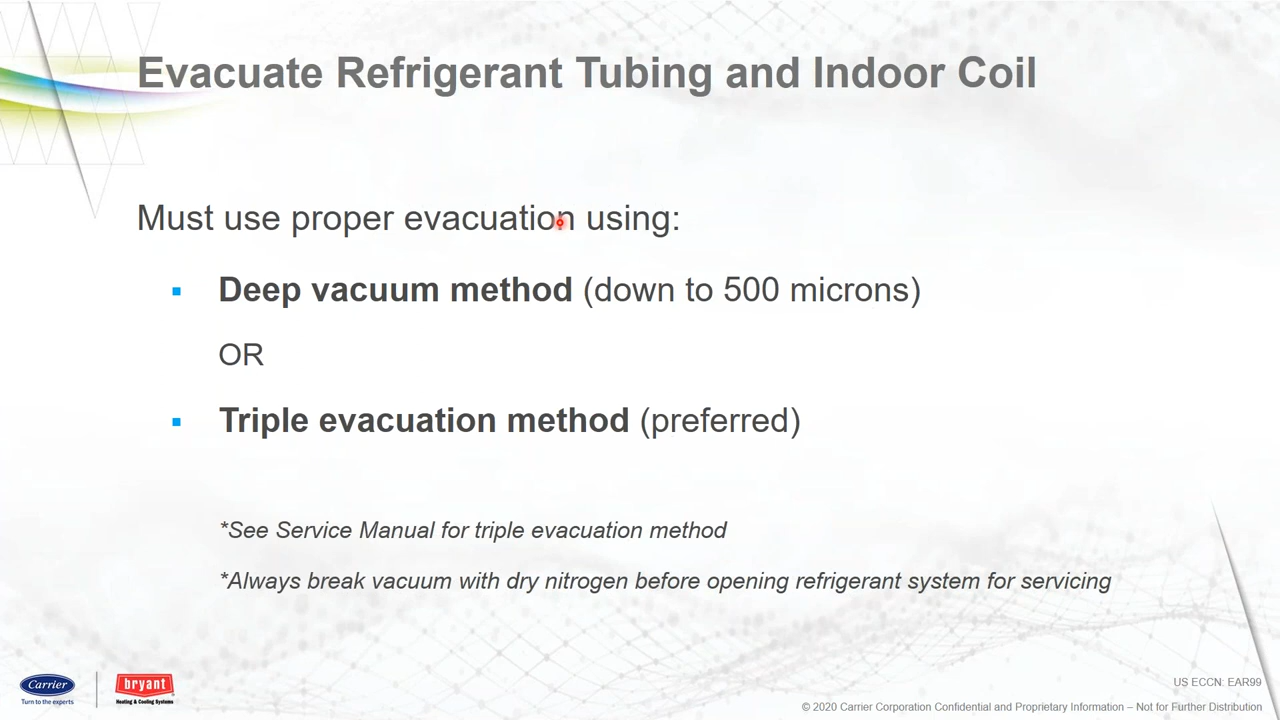 Evacuate Refrigerant Tubing and Indoor Coil
Must use proper evacuation using:
▪ Deep vacuum method (down to 500 microns)
OR
▪ Triple evacuation method (preferred)
*See Service Manual for triple evacuation method
*Always break vacuum with dry nitrogen before opening refrigerant system for servicing
Carrier
Turn to the experts
bryant
Heating & Cooling Systems
US ECCN: EAR99
© 2020 Carrier Corporation Confidential and Proprietary Information – Not for Further Distribution